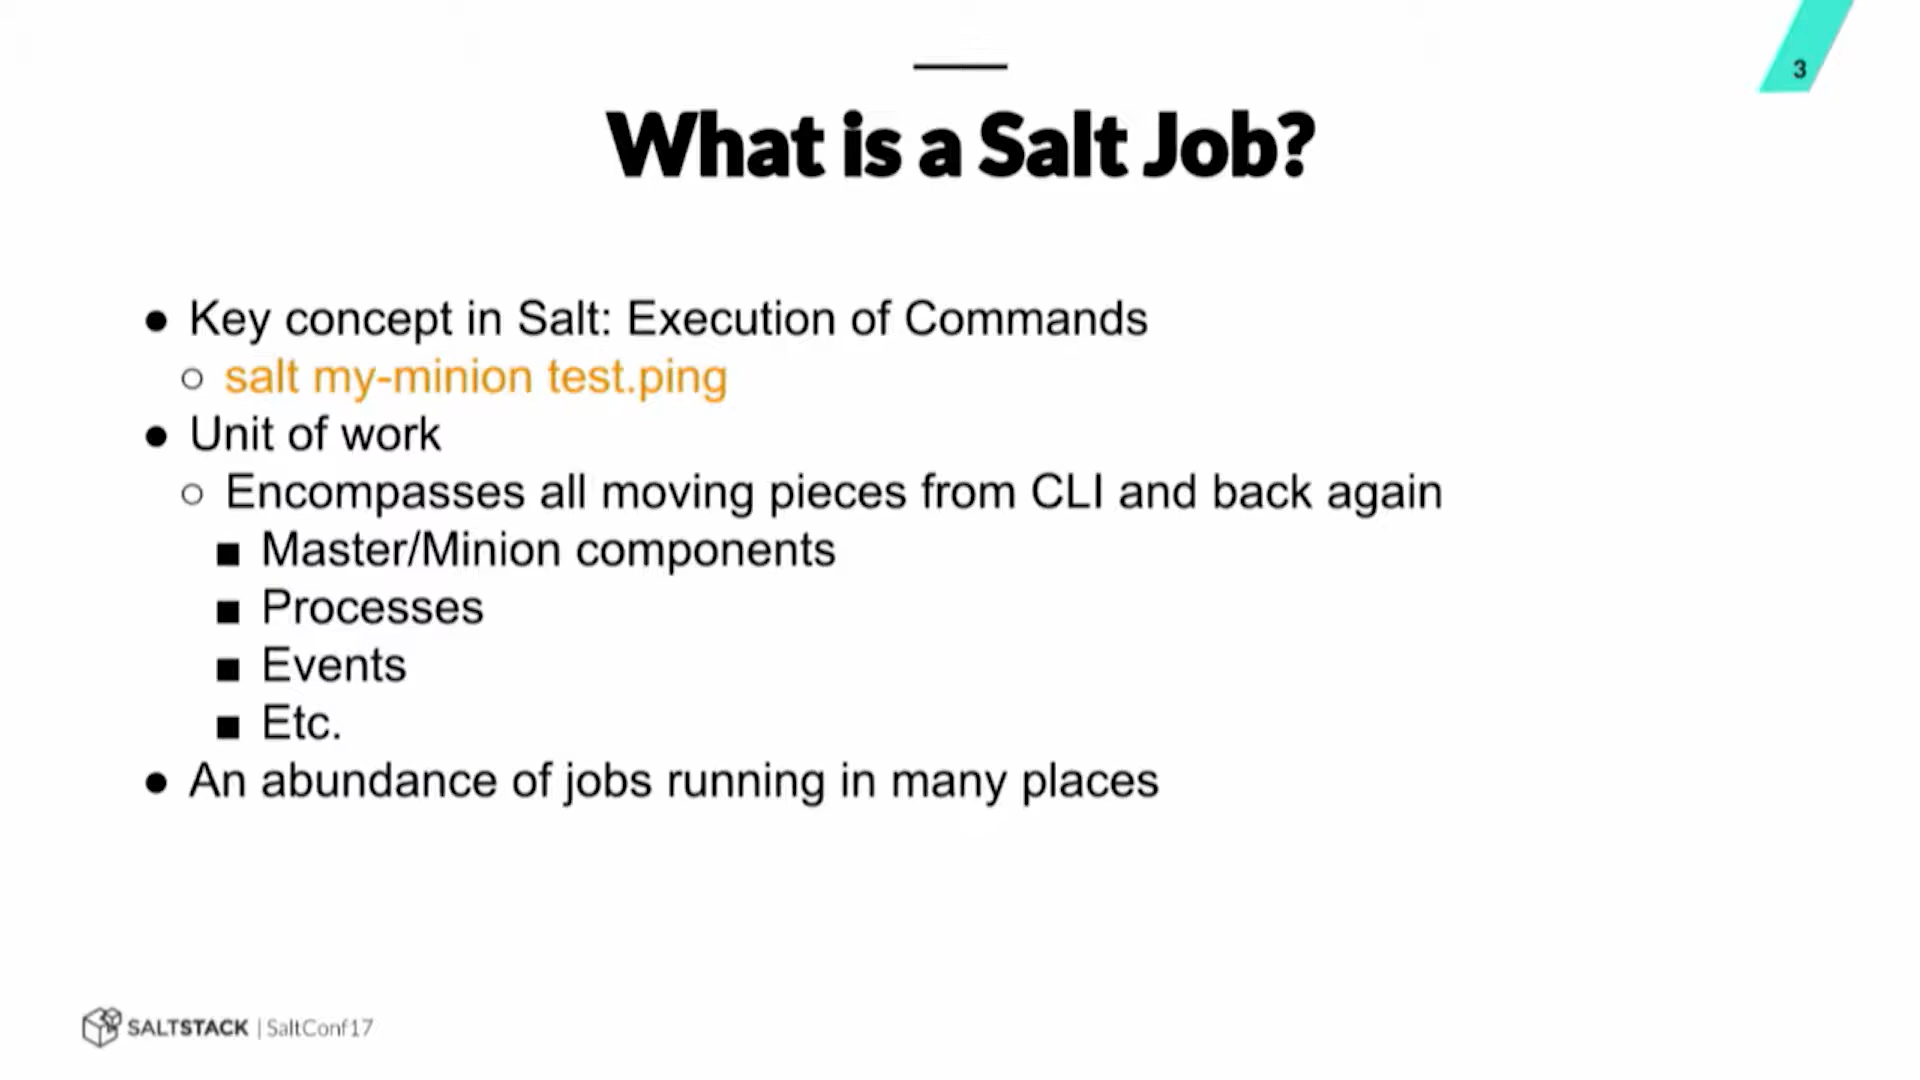 3
What is a Salt Job?
● Key concept in Salt: Execution of Commands
○ salt my-minion test.ping
● Unit of work
○ Encompasses all moving pieces from CLI and back again
■ Master/Minion components
■ Processes
■ Events
■ Etc.
● An abundance of jobs running in many places
SALTSTACK | SaltConf17